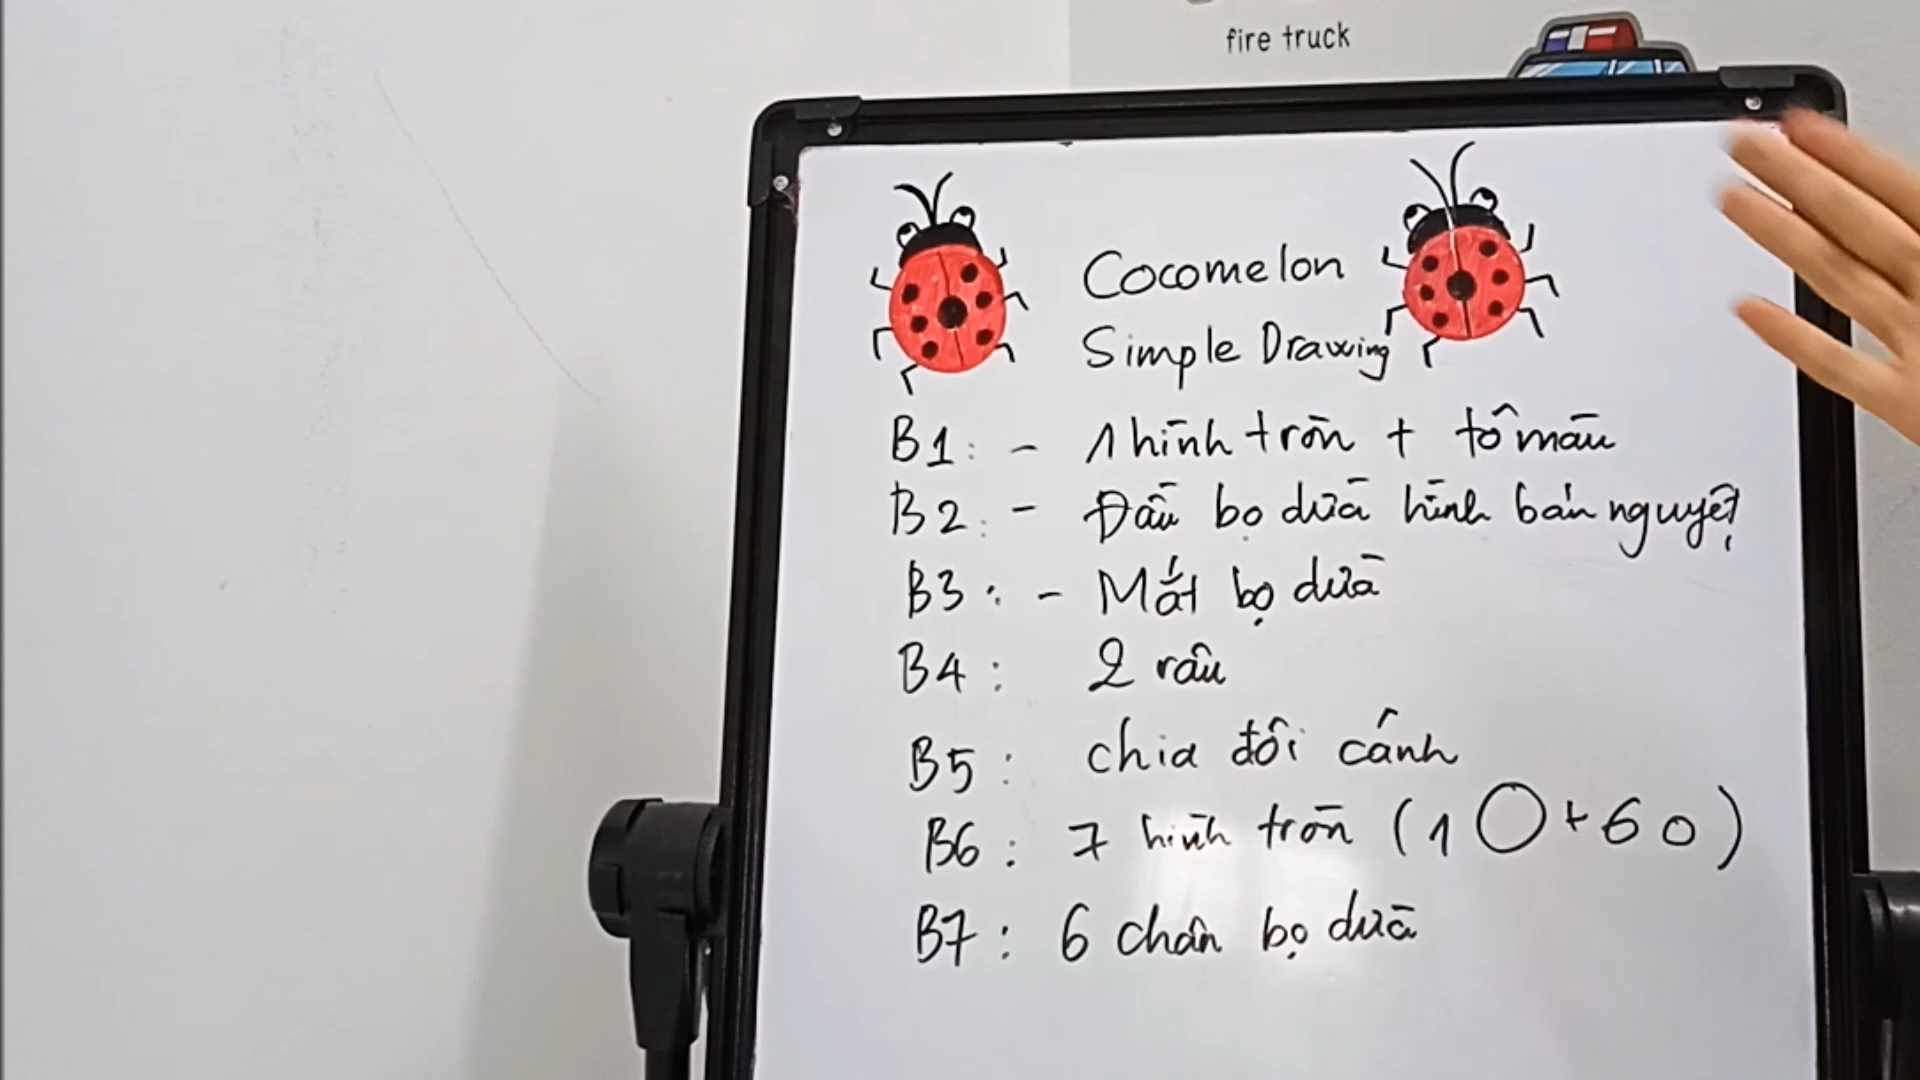 fire truck
Cocomelon
Simple Drawing
B1: - 1 hình tròn + tô màu
B2: - Đầu bọ dừa hình bán nguyệt
B3: - Mắt bọ dừa
B4: 2 râu
B5: chia đôi cánh
B6: 7 hình tròn (1 O + 6 o)
B7: 6 chân bọ dừa